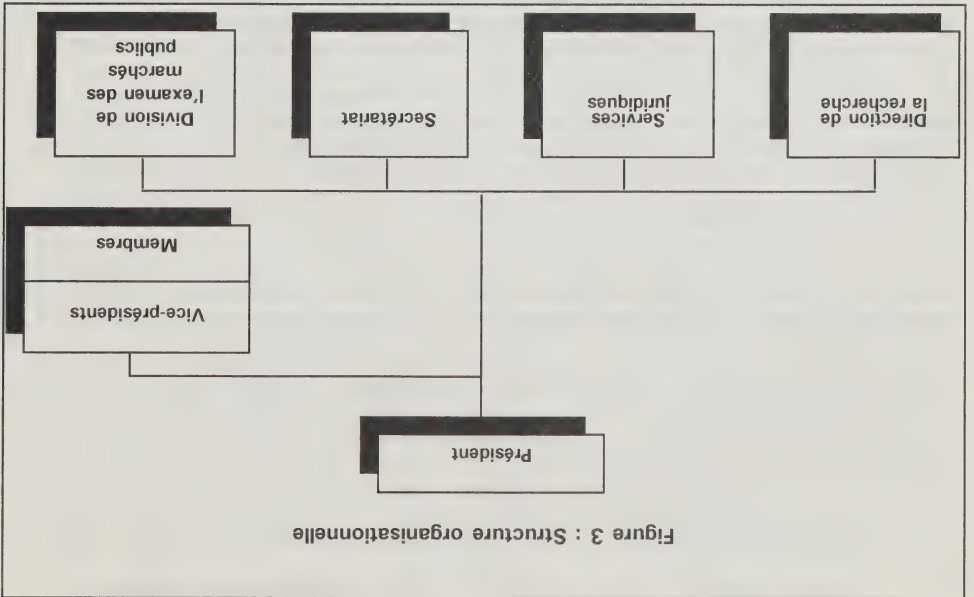 Figure 3 : Structure organisationnelle
Président
Vice-présidents
Membres
Direction de
la recherche
Services
juridiques
Secrétariat
Division de
l'examen des
marchés
publics